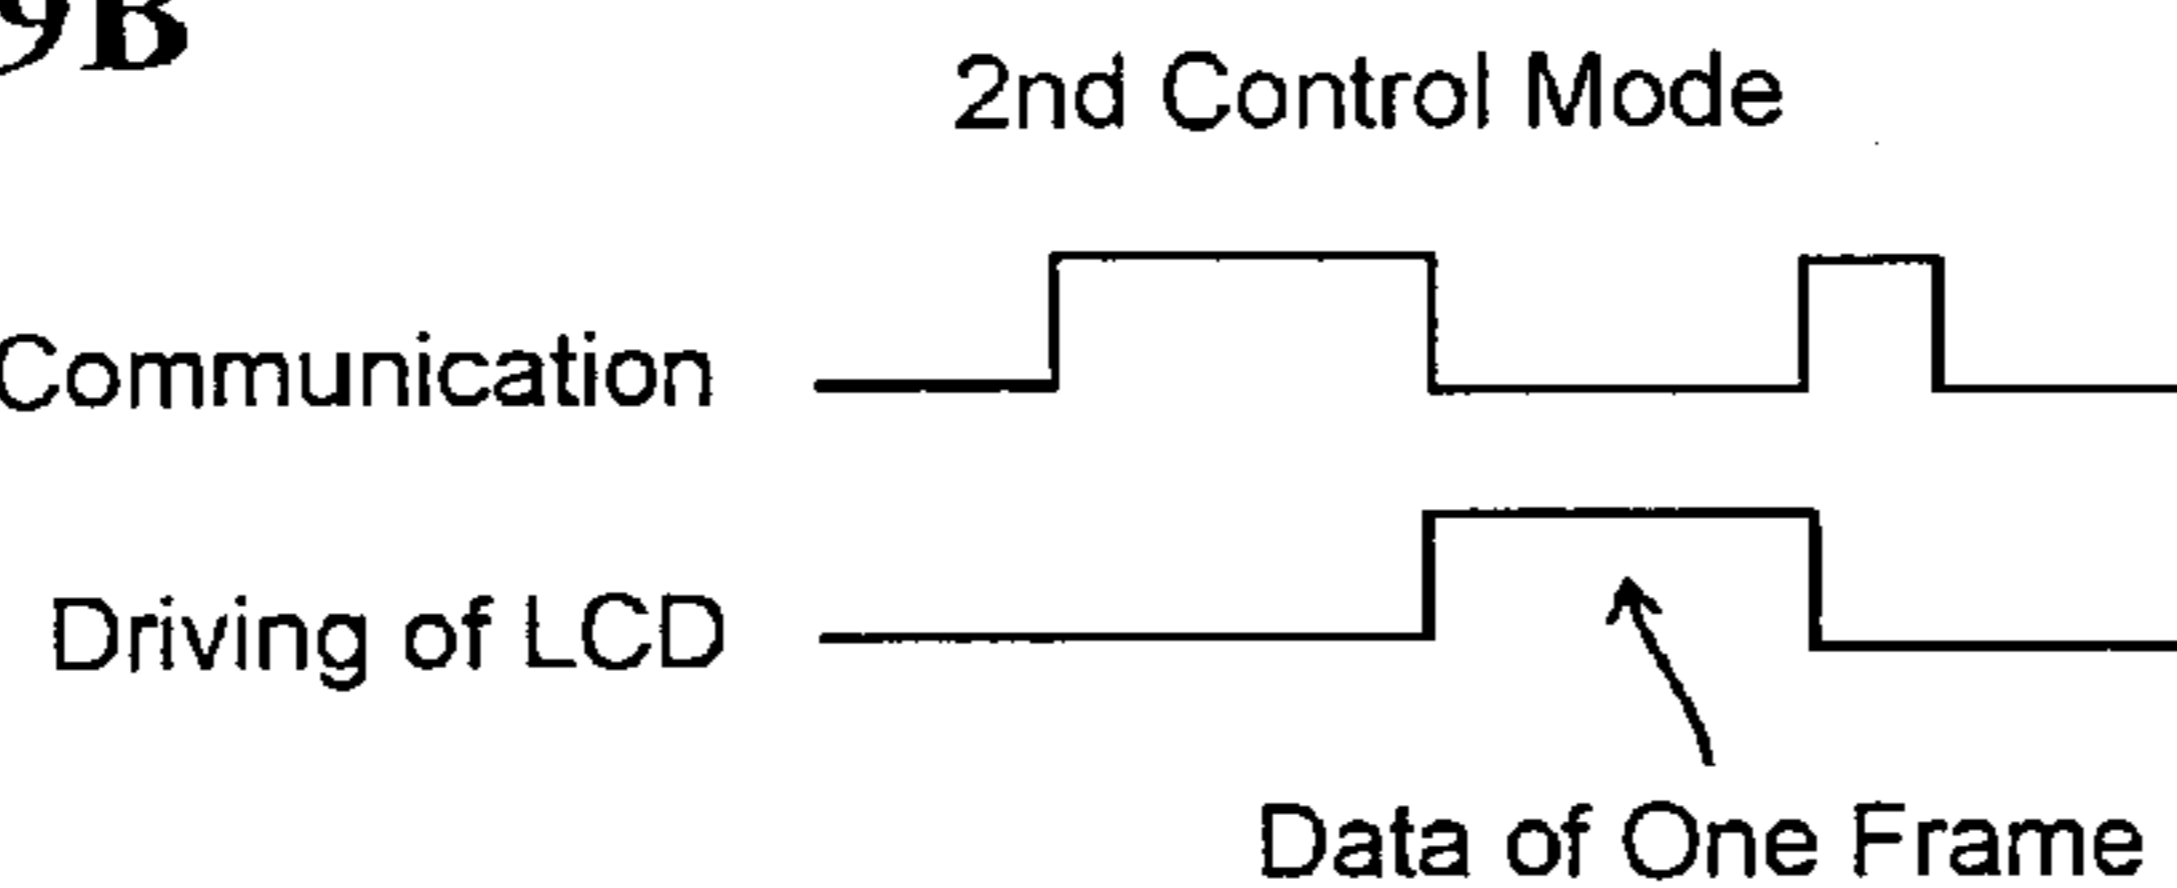 9B
2nd Control Mode
Communication
Driving of LCD
Data of One Frame